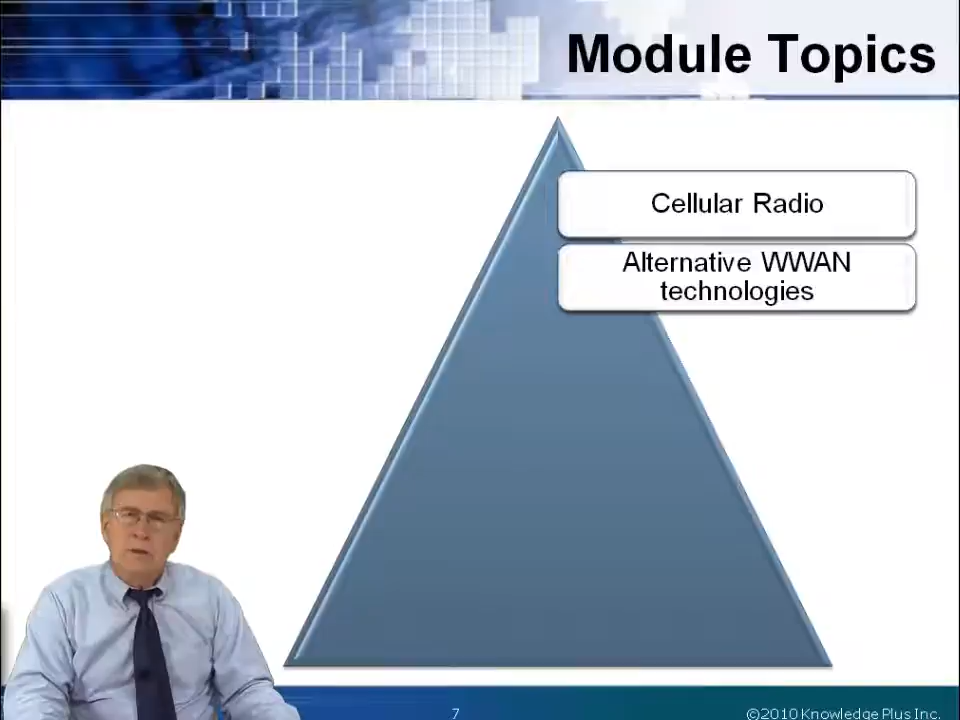 Module Topics
Cellular Radio
Alternative WWAN
technologies
7
©2010 Knowledge Plus Inc.